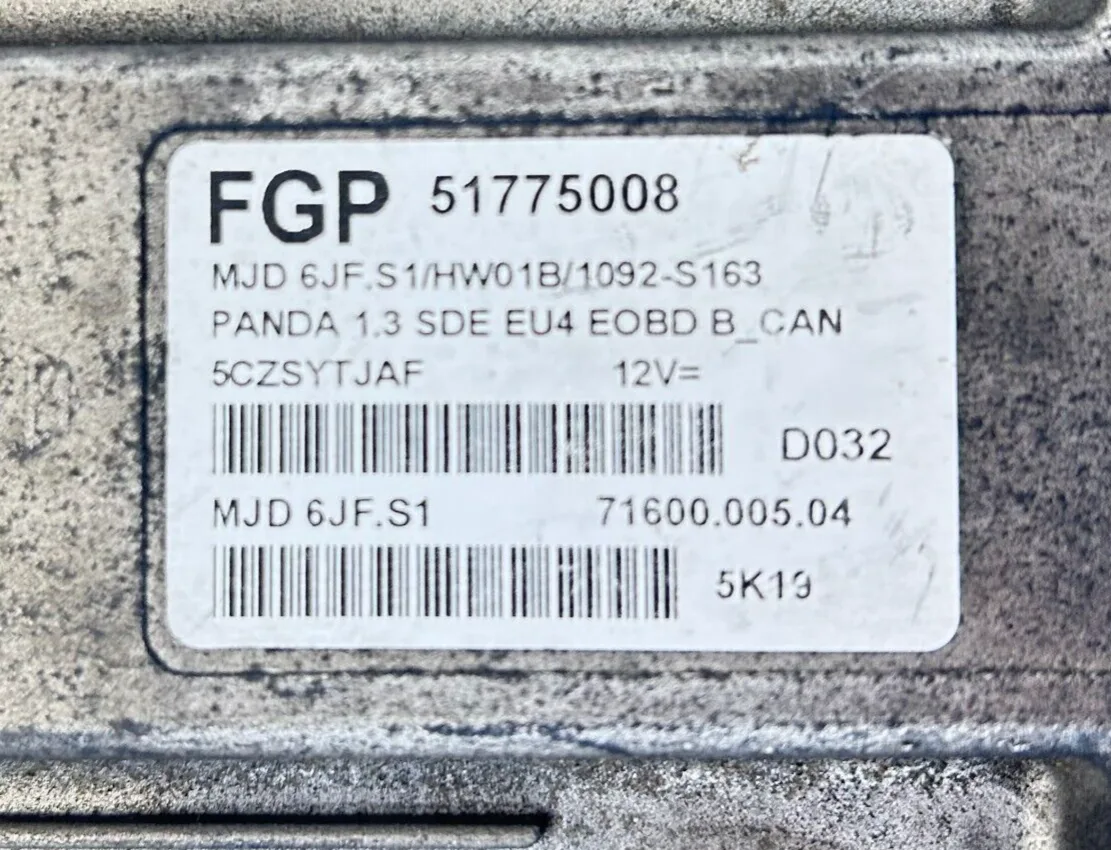 FGP 51775008
MJD 6JF.S1/HW01B/1092-S163
PANDA 1.3 SDE EU4 EOBD B_CAN
5CZSYTJAF 12V=
D032
MJD 6JF.S1 71600.005.04
5K19